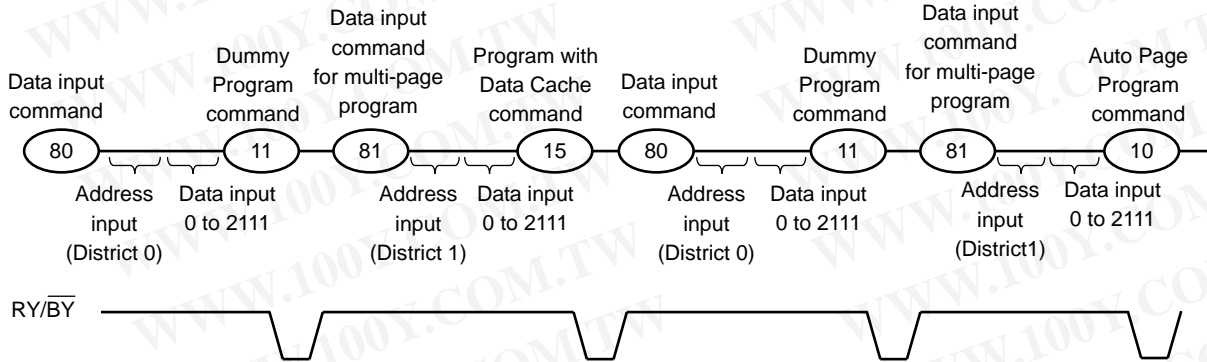 Data input
command
80
Address
input
(District 0)
Data input
0 to 2111
Dummy
Program
command
11
Data input
command
for multi-page
program
81
Address
input
(District 1)
Data input
0 to 2111
Program with
Data Cache
command
15
Data input
command
80
Address
input
(District 0)
Data input
0 to 2111
Dummy
Program
command
11
Data input
command
for multi-page
program
81
Address
input
(District1)
Data input
0 to 2111
Auto Page
Program
command
10
RY/BY
WWW.100Y.COM.TW